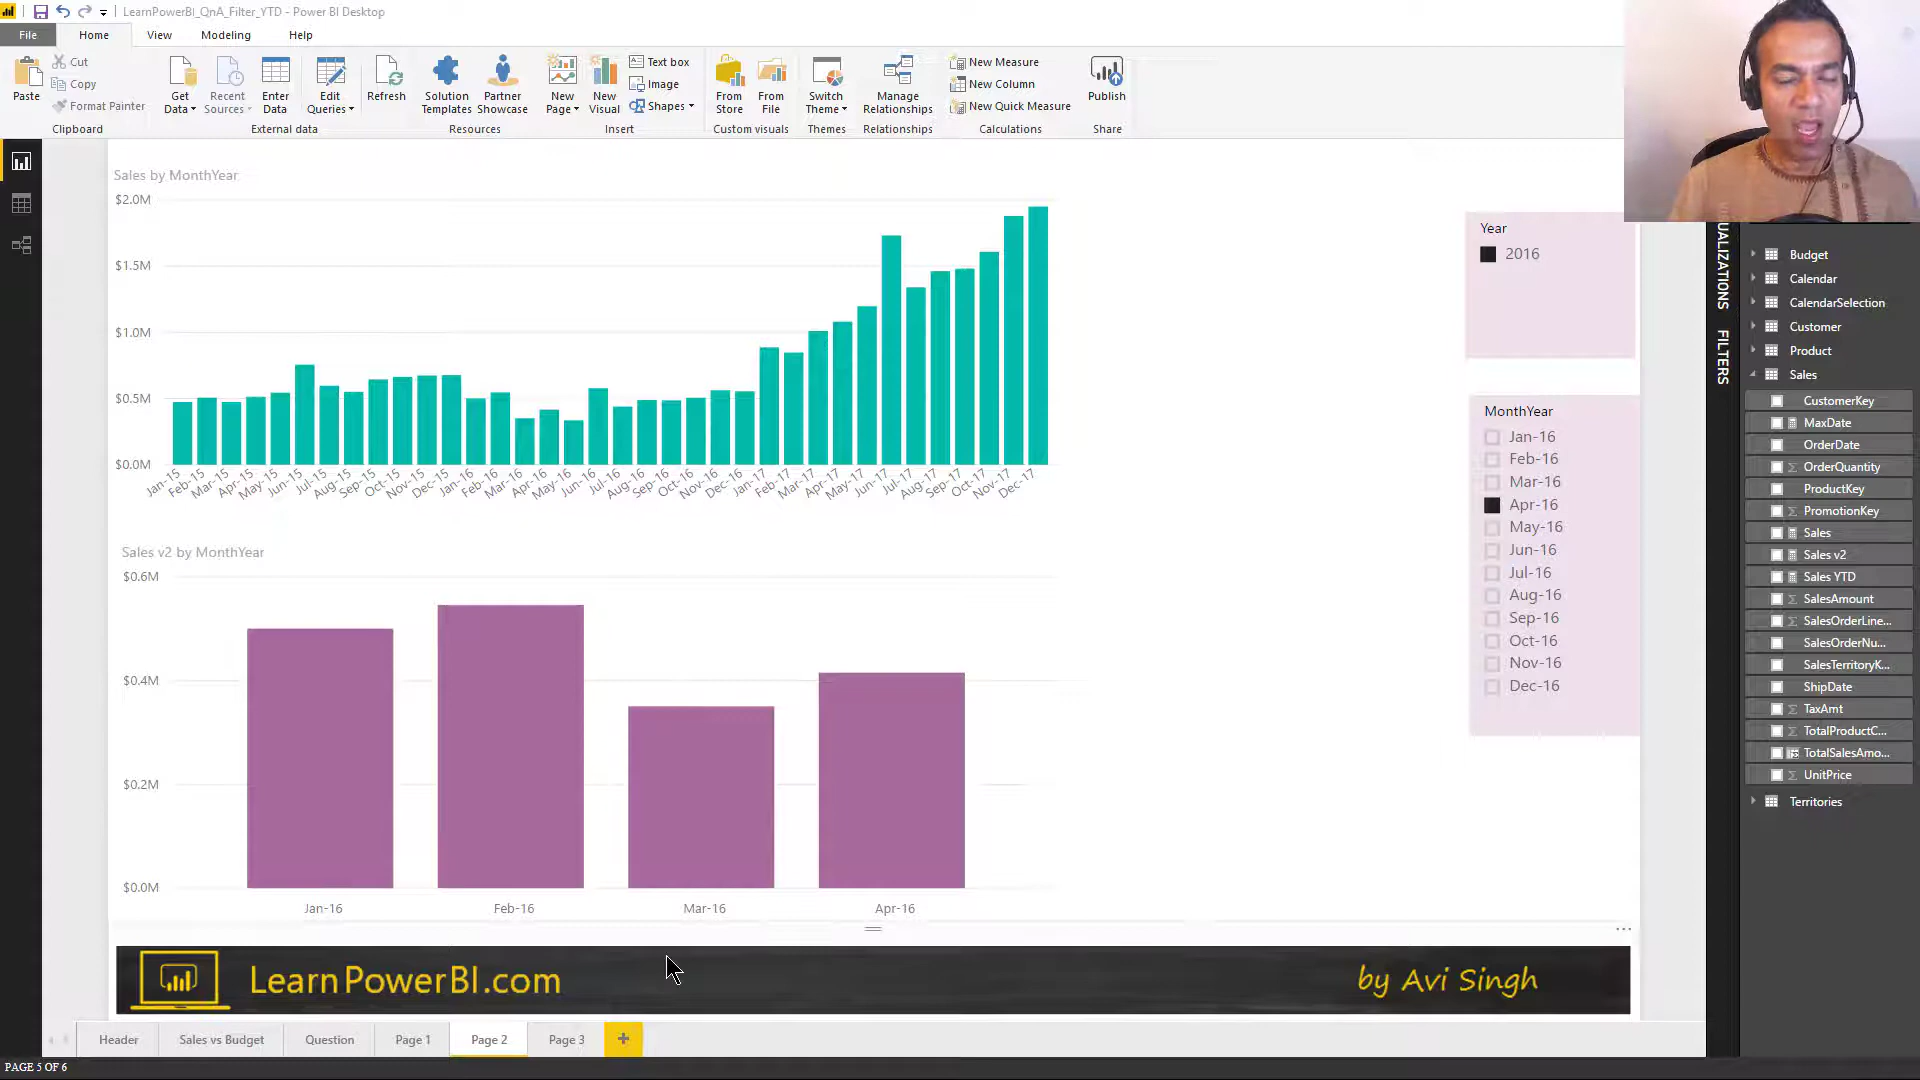 LearnPowerBI_QnA_Filter_YTD - Power BI Desktop
File
Home
View
Modeling
Help
Paste
Cut
Copy
Format Painter
Clipboard
Get
Data
Recent
Sources
Enter
Data
Edit
Queries
Refresh
External data
Solution
Templates
Partner
Showcase
Resources
New
Page
New
Visual
Text box
Image
Shapes
Insert
From
Store
From
File
Custom visuals
Switch
Theme
Themes
Manage
Relationships
Relationships
New Measure
New Column
New Quick Measure
Calculations
Publish
Share
Sales by MonthYear
$2.0M
$1.5M
$1.0M
$0.5M
$0.0M
Jan-15
Feb-15
Mar-15
Apr-15
May-15
Jun-15
Jul-15
Aug-15
Sep-15
Oct-15
Nov-15
Dec-15
Jan-16
Feb-16
Mar-16
Apr-16
May-16
Jun-16
Jul-16
Aug-16
Sep-16
Oct-16
Nov-16
Dec-16
Jan-17
Feb-17
Mar-17
Apr-17
May-17
Jun-17
Jul-17
Aug-17
Sep-17
Oct-17
Nov-17
Dec-17
Sales v2 by MonthYear
$0.6M
$0.4M
$0.2M
$0.0M
Jan-16
Feb-16
Mar-16
Apr-16
Year
2016
MonthYear
Jan-16
Feb-16
Mar-16
Apr-16
May-16
Jun-16
Jul-16
Aug-16
Sep-16
Oct-16
Nov-16
Dec-16
FILTERS
Budget
Calendar
CalendarSelection
Customer
Product
Sales
CustomerKey
MaxDate
OrderDate
OrderQuantity
ProductKey
PromotionKey
Sales
Sales v2
Sales YTD
SalesAmount
SalesOrderLine...
SalesOrderNu...
SalesTerritoryK...
ShipDate
TaxAmt
TotalProductC...
TotalSalesAmo...
UnitPrice
Territories
LearnPowerBI.com
by Avi Singh
Header
Sales vs Budget
Question
Page 1
Page 2
Page 3
PAGE 5 OF 6